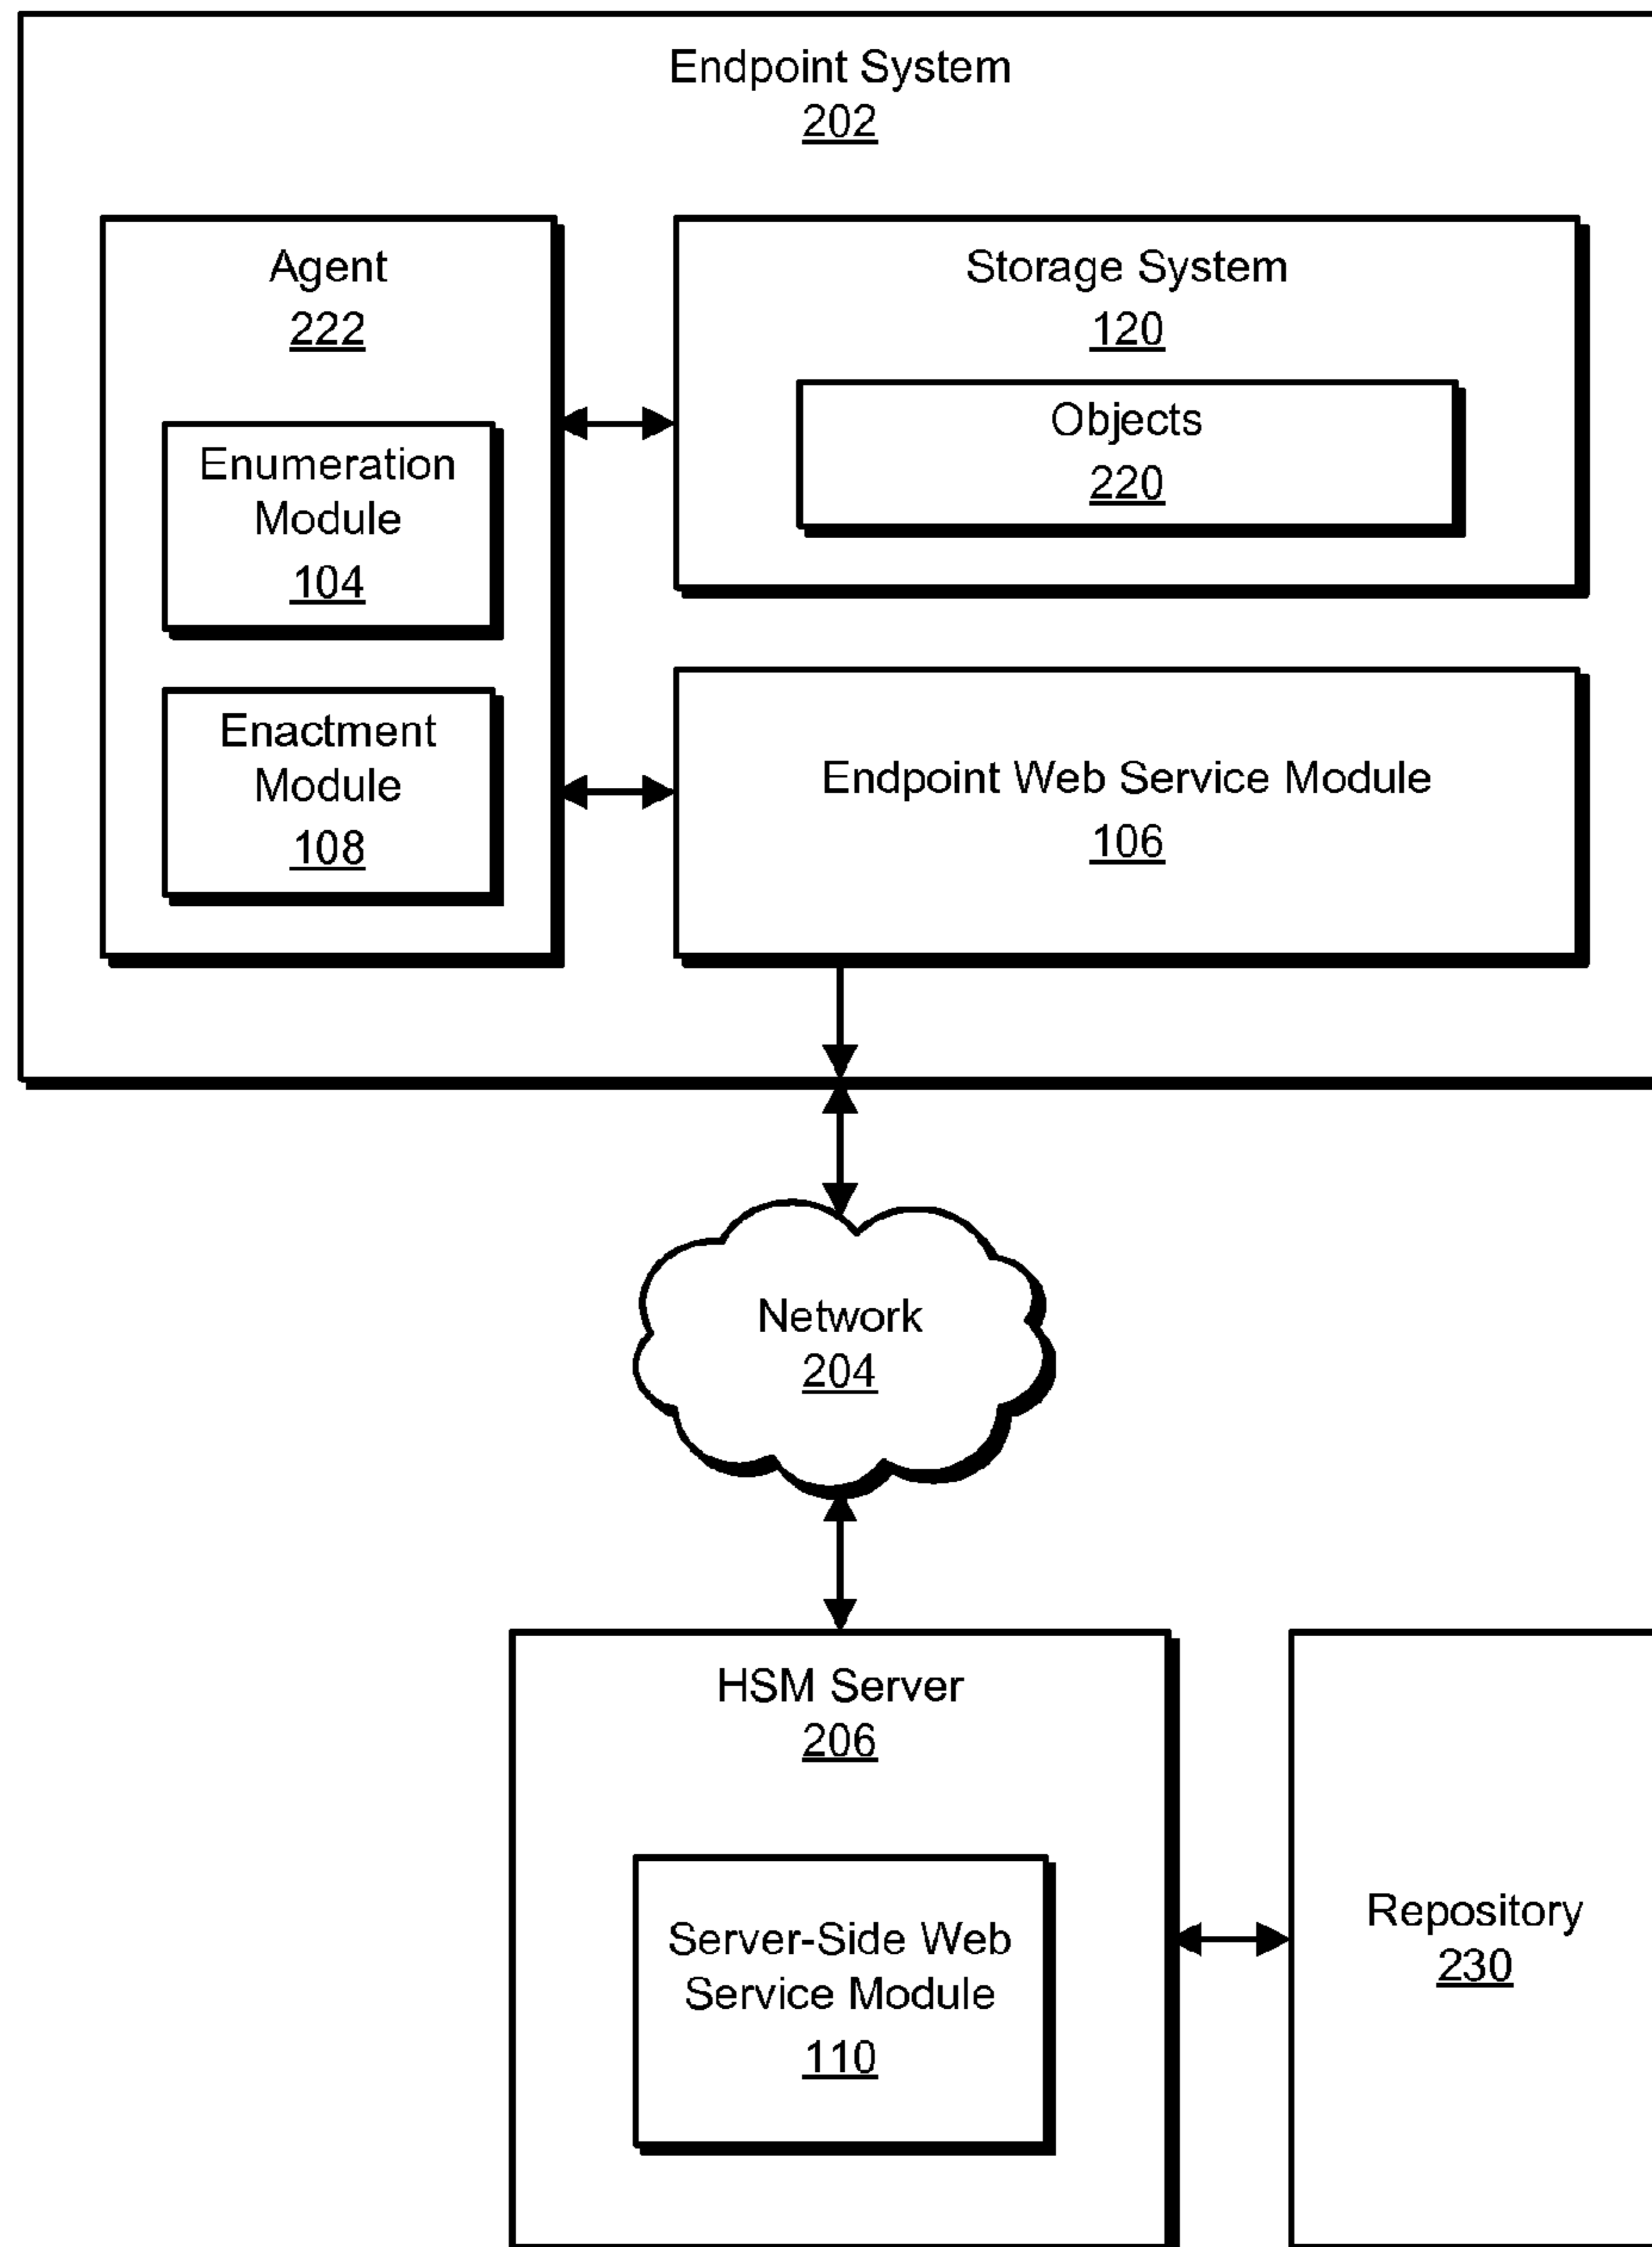 Endpoint System
202
Agent
222
Enumeration
Module
104
Enactment
Module
108
Storage System
120
Objects
220
Endpoint Web Service Module
106
Network
204
HSM Server
206
Server-Side Web
Service Module
110
Repository
230